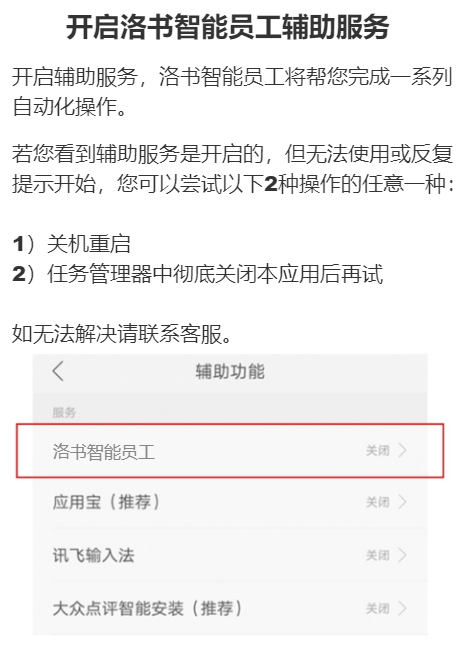 开启洛书智能员工辅助服务
开启辅助服务，洛书智能员工将帮您完成一系列
自动化操作。
若您看到辅助服务是开启的，但无法使用或反复
提示开始，您可以尝试以下2种操作的任意一种：
1）关机重启
2）任务管理器中彻底关闭本应用后再试
如无法解决请联系客服。
辅助功能
服务
洛书智能员工 关闭
应用宝（推荐） 关闭
讯飞输入法 关闭
大众点评智能安装（推荐） 关闭